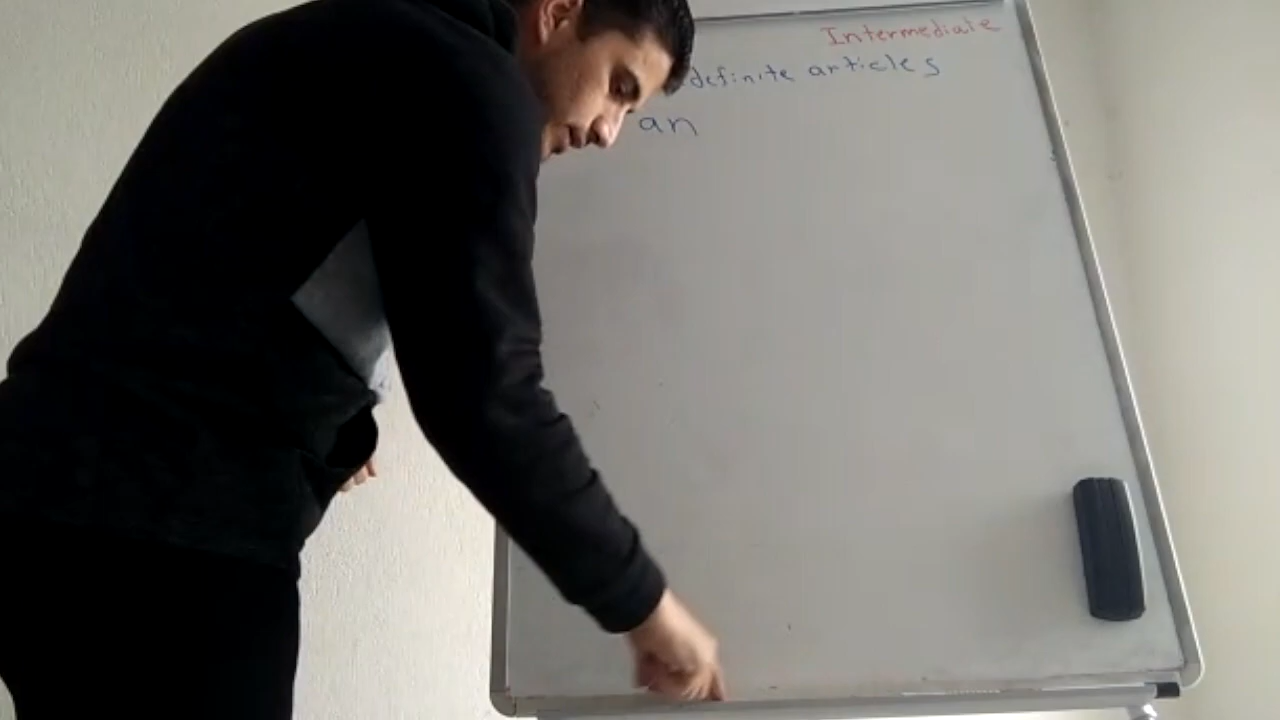 Intermediate
definite articles
an